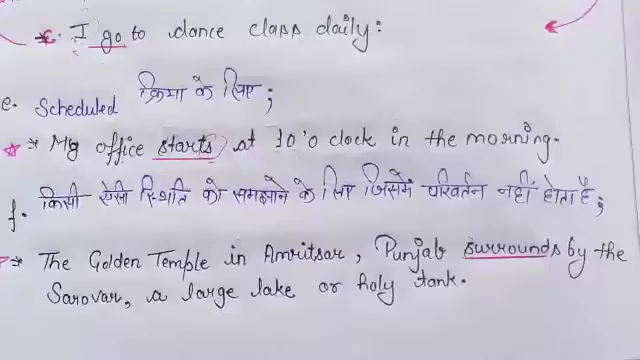 I go to dance class daily:
e. Scheduled क्रिया के लिए ;
My office starts at 10'0 clock in the morning.
f. किसी ऐसी स्थिति को समझाने के लिए जिसमें परिवर्तन नहीं होता है ;
The Golden Temple in Amritsar, Punjab surrounds by the
Sarovar, a large lake or holy tank.